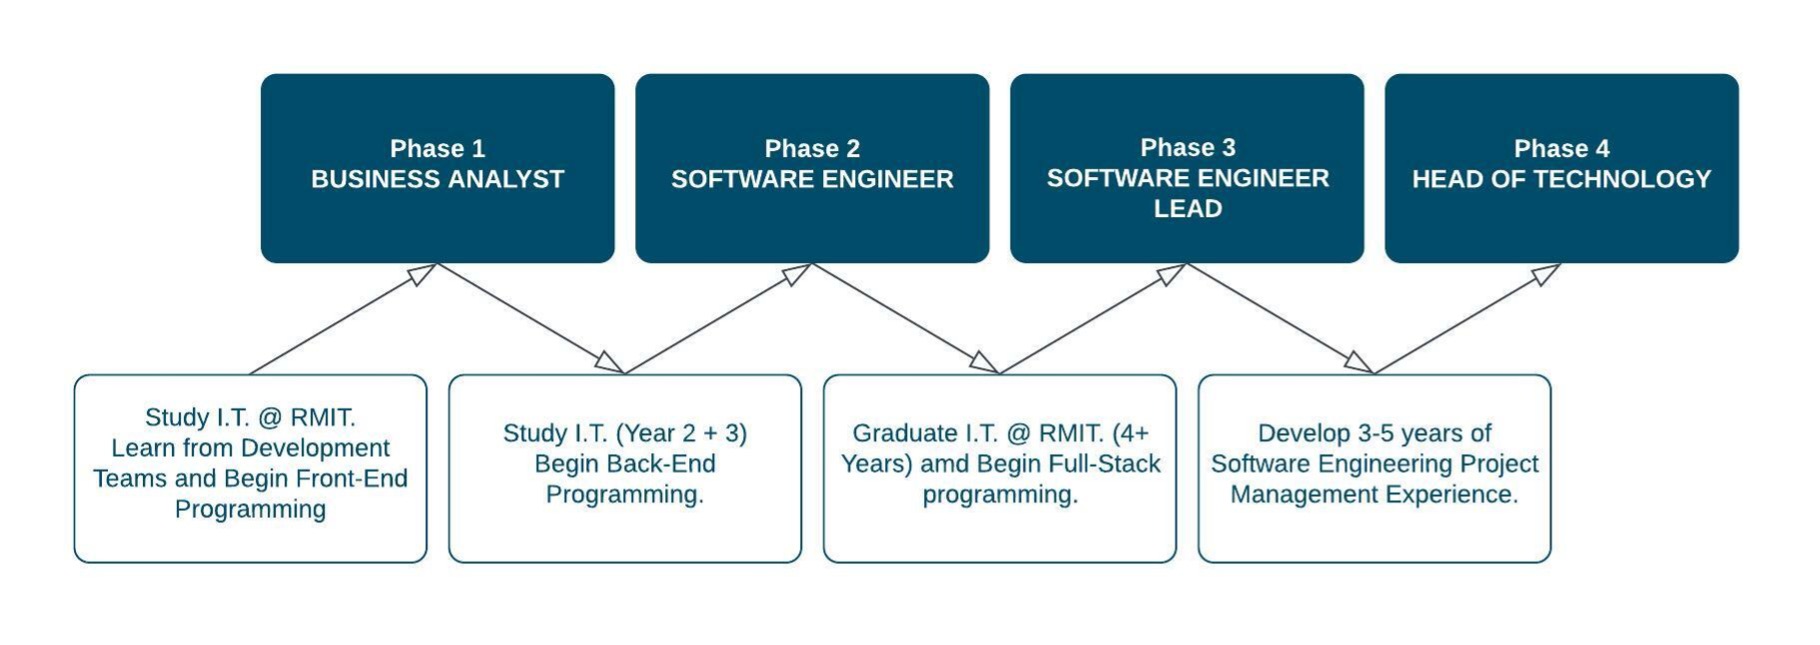 Phase 1
BUSINESS ANALYST
Phase 2
SOFTWARE ENGINEER
Phase 3
SOFTWARE ENGINEER
LEAD
Phase 4
HEAD OF TECHNOLOGY
Study I.T. @ RMIT.
Learn from Development
Teams and Begin Front-End
Programming
Study I.T. (Year 2 + 3)
Begin Back-End
Programming.
Graduate I.T. @ RMIT. (4+
Years) amd Begin Full-Stack
programming.
Develop 3-5 years of
Software Engineering Project
Management Experience.